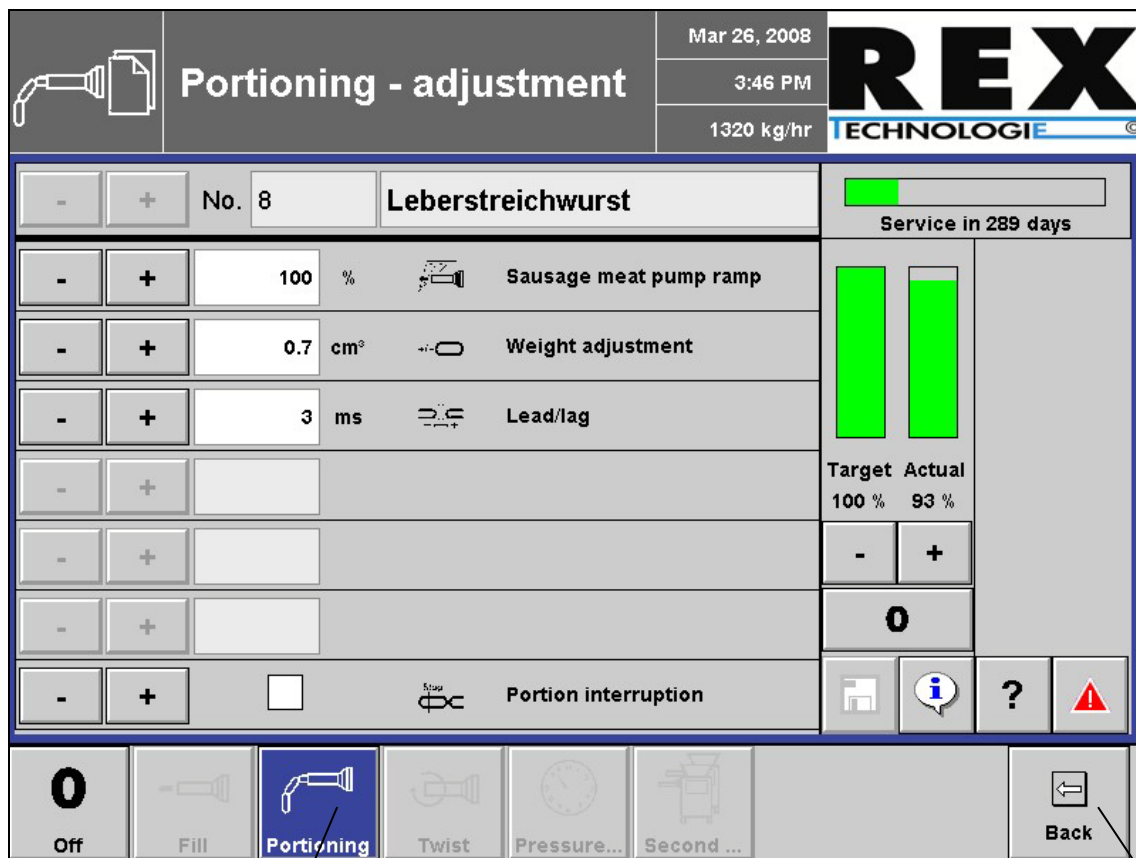 Portioning - adjustment
Mar 26, 2008
3:46 PM
1320 kg/hr
REX
TECHNOLOGIE ©
- + No. 8 Leberstreichwurst
Service in 289 days
- + 100 % Sausage meat pump ramp
- + 0.7 cm³ +/- Weight adjustment
- + 3 ms Lead/lag
- +
- +
- +
- + Stop Portion interruption
Target Actual
100 % 93 %
- +
0
i ? !
0
Off
Fill
Portioning
Twist
Pressure...
Second ...
Back